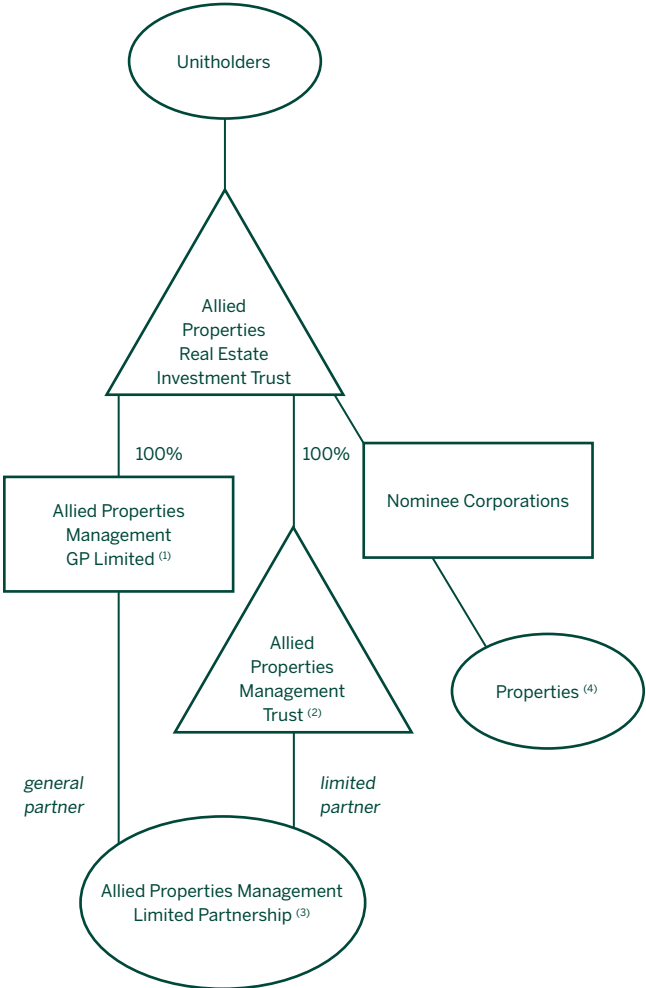 Unitholders
Allied
Properties
Real Estate
Investment Trust
100%
100%
Allied Properties
Management
GP Limited (1)
Nominee Corporations
Allied
Properties
Management
Trust (2)
Properties (4)
general
partner
limited
partner
Allied Properties Management
Limited Partnership (3)